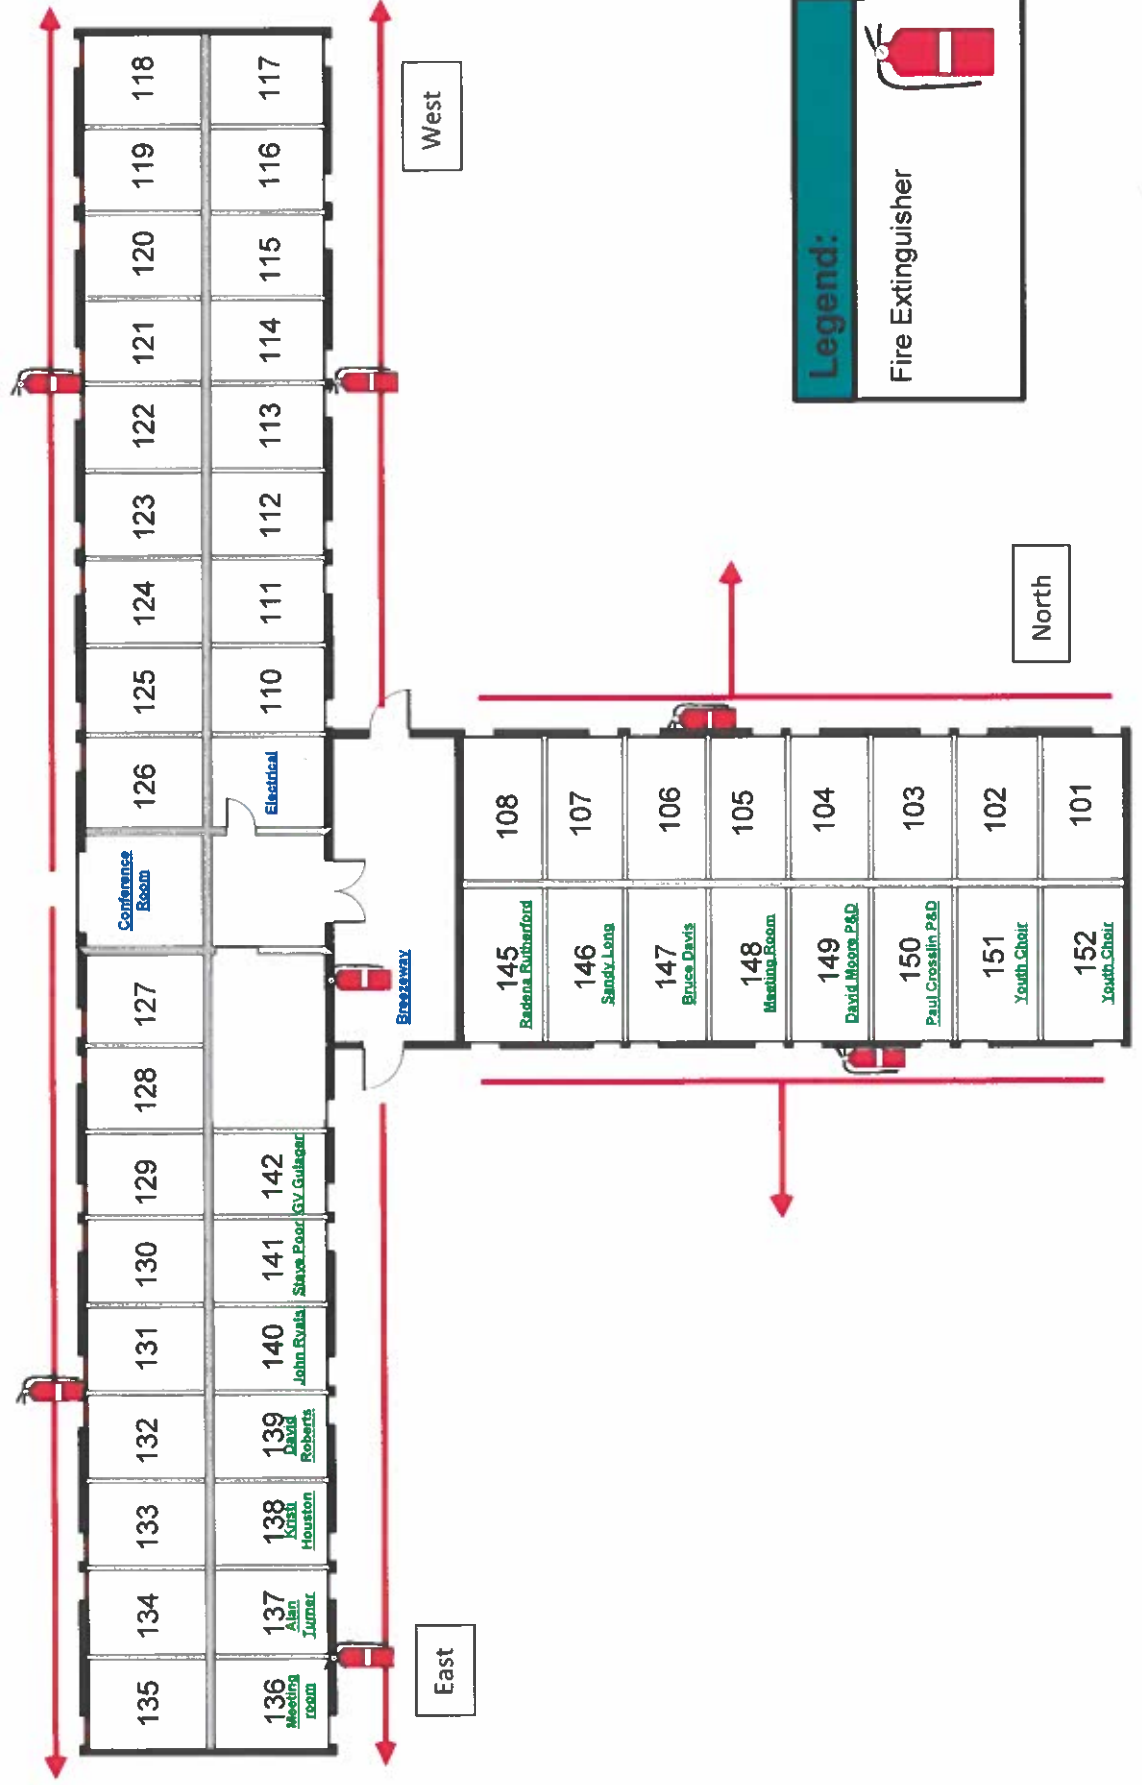 118
119
120
121
122
123
124
125
126
Conference
Room
127
128
129
130
131
132
133
134
135
117
116
115
114
113
112
111
110
Electrical
142
GV Gulager
141
Steve Poor
140
John Ryals
139
David
Roberts
138
Kristi
Houston
137
Alan
Turner
136
Meeting
room
West
East
Breezeway
North
108
107
106
105
104
103
102
101
145
Radena Rutherford
146
Sandy Long
147
Bruce Davis
148
Meeting Room
149
David Moore P&D
150
Paul Crosslin P&D
151
Youth Choir
152
Youth Choir
Legend:
Fire Extinguisher